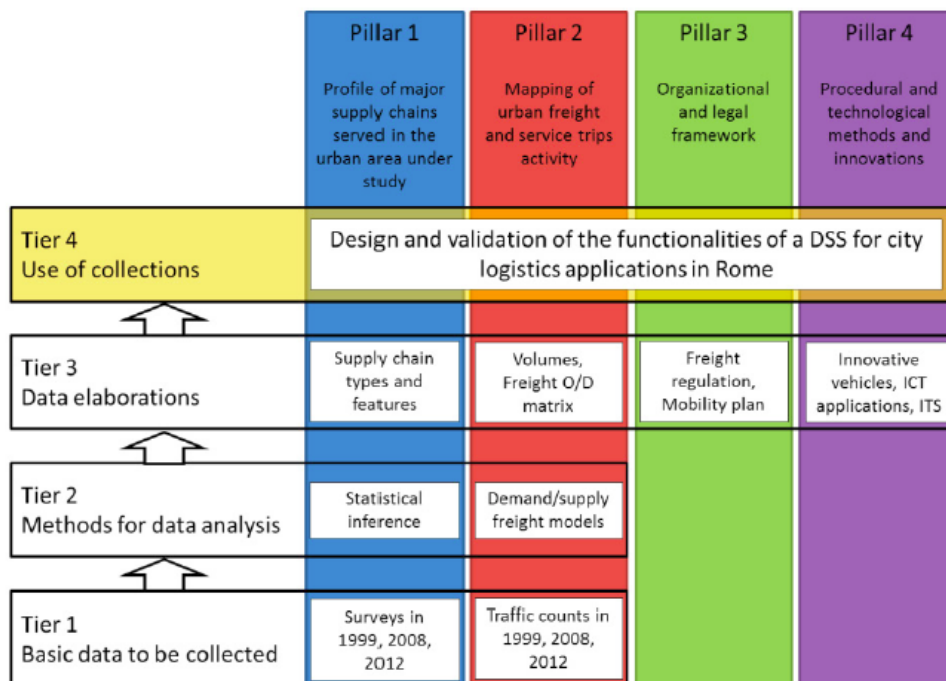 Pillar 1
Profile of major
supply chains
served in the
urban area under
study
Pillar 2
Mapping of
urban freight
and service trips
activity
Pillar 3
Organizational
and legal
framework
Pillar 4
Procedural and
technological
methods and
innovations
Tier 4
Use of collections
Design and validation of the functionalities of a DSS for city
logistics applications in Rome
Tier 3
Data elaborations
Supply chain
types and
features
Volumes,
Freight O/D
matrix
Freight
regulation,
Mobility plan
Innovative
vehicles, ICT
applications, ITS
Tier 2
Methods for data analysis
Statistical
inference
Demand/supply
freight models
Tier 1
Basic data to be collected
Surveys in
1999, 2008,
2012
Traffic counts in
1999, 2008,
2012